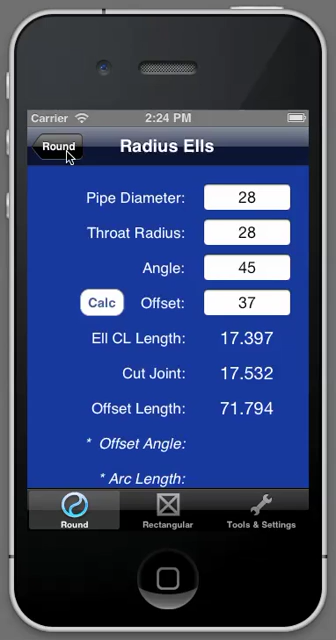 Carrier 2:24 PM
Round Radius Ells
Pipe Diameter: 28
Throat Radius: 28
Angle: 45
Calc Offset: 37
Ell CL Length: 17.397
Cut Joint: 17.532
Offset Length: 71.794
* Offset Angle:
* Arc Length:
Round Rectangular Tools & Settings